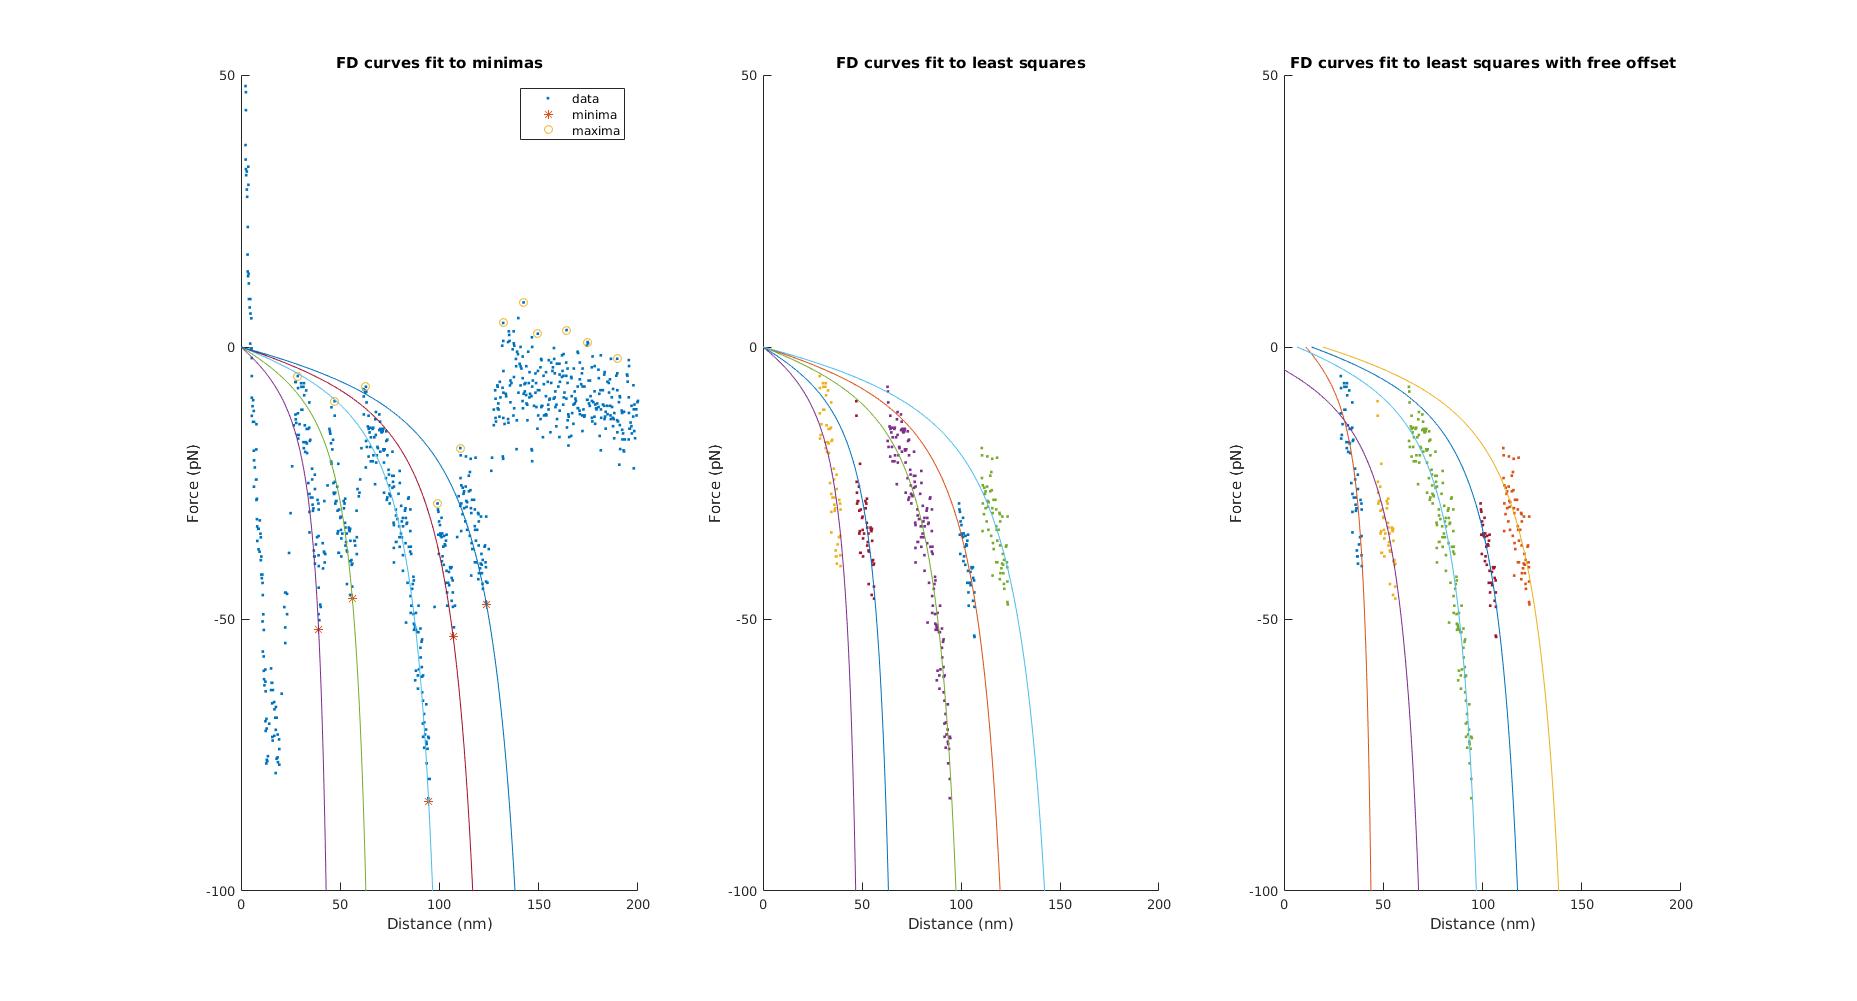 FD curves fit to minimas
50
0
-50
-100
Force (pN)
0
50
100
150
200
Distance (nm)
data
minima
maxima
FD curves fit to least squares
50
0
-50
-100
Force (pN)
0
50
100
150
200
Distance (nm)
FD curves fit to least squares with free offset
50
0
-50
-100
Force (pN)
0
50
100
150
200
Distance (nm)